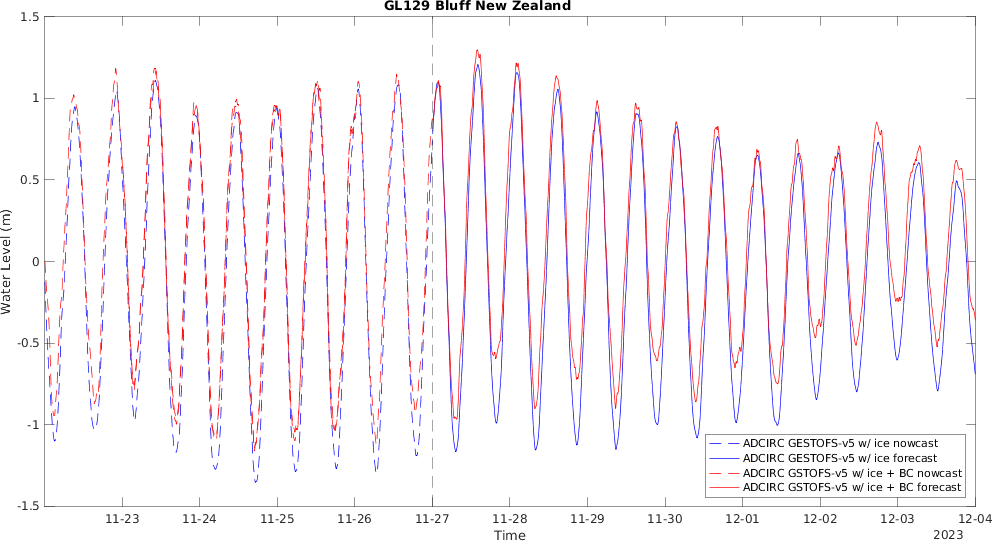 GL129 Bluff New Zealand
1.5
1
0.5
0
-0.5
-1
-1.5
Water Level (m)
11-23 11-24 11-25 11-26 11-27 11-28 11-29 11-30 12-01 12-02 12-03 12-04
2023
Time
ADCIRC GESTOFS-v5 w/ ice nowcast
ADCIRC GESTOFS-v5 w/ ice forecast
ADCIRC GSTOFS-v5 w/ ice + BC nowcast
ADCIRC GSTOFS-v5 w/ ice + BC forecast